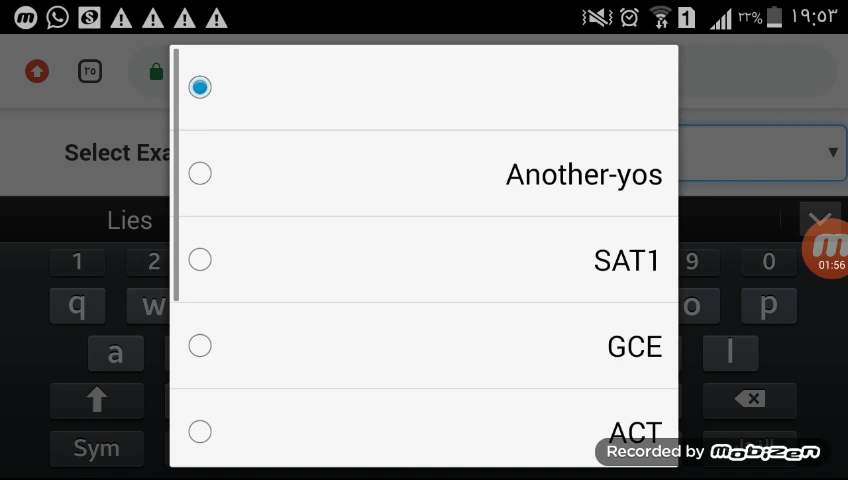 ٢٢% ١٩:٥٣
٢٥
Select Exa
Another-yos
SAT1
GCE
ACT
Lies
1 2 9 0
q w o p
a l
Sym
01:56
Recorded by mobizen